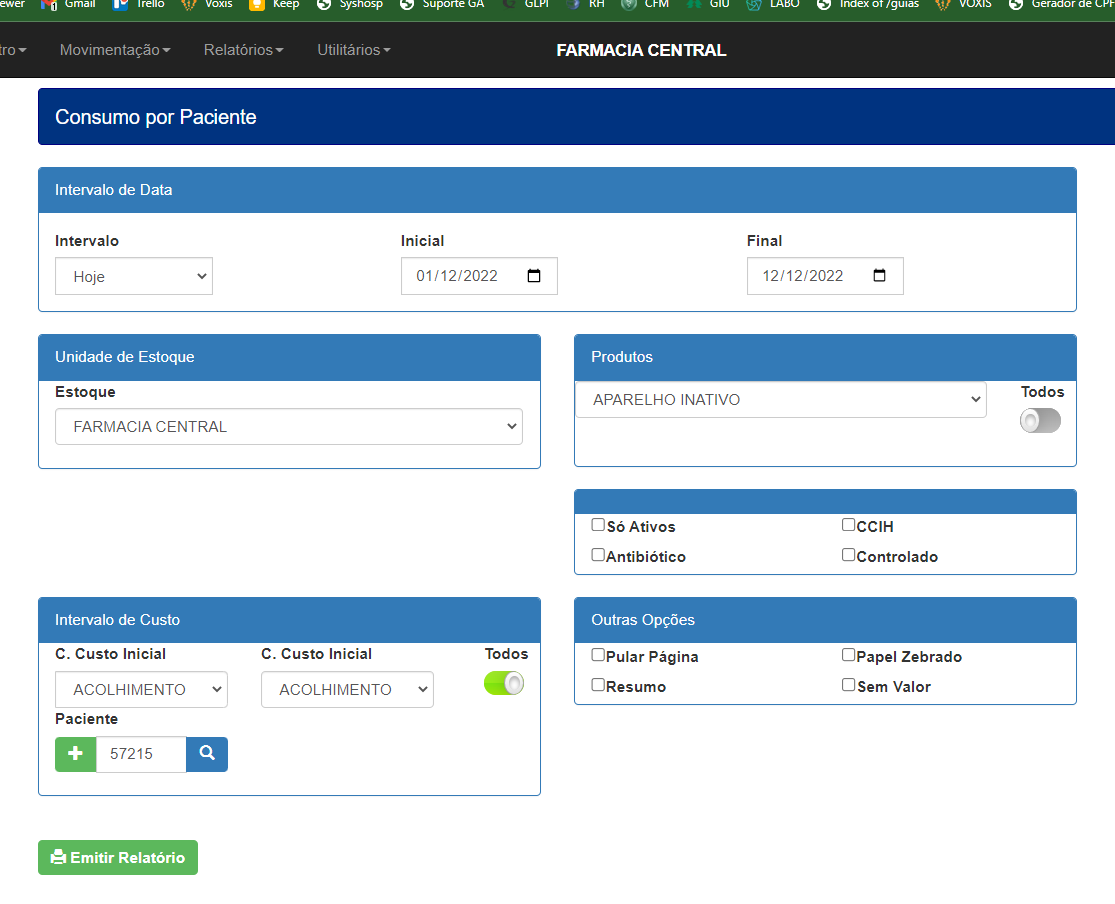 ewer Gmail Trello Voxis Keep Syshosp Suporte GA GLPI RH CFM GIU LABO Index of /guias VOXIS Gerador de CPF
tro Movimentação Relatórios Utilitários FARMACIA CENTRAL
Consumo por Paciente
Intervalo de Data
Intervalo Inicial Final
Hoje 01/12/2022 12/12/2022
Unidade de Estoque
Estoque
FARMACIA CENTRAL
Produtos
APARELHO INATIVO Todos
Só Ativos CCIH
Antibiótico Controlado
Intervalo de Custo
C. Custo Inicial C. Custo Inicial Todos
ACOLHIMENTO ACOLHIMENTO
Paciente
57215
Outras Opções
Pular Página Papel Zebrado
Resumo Sem Valor
Emitir Relatório